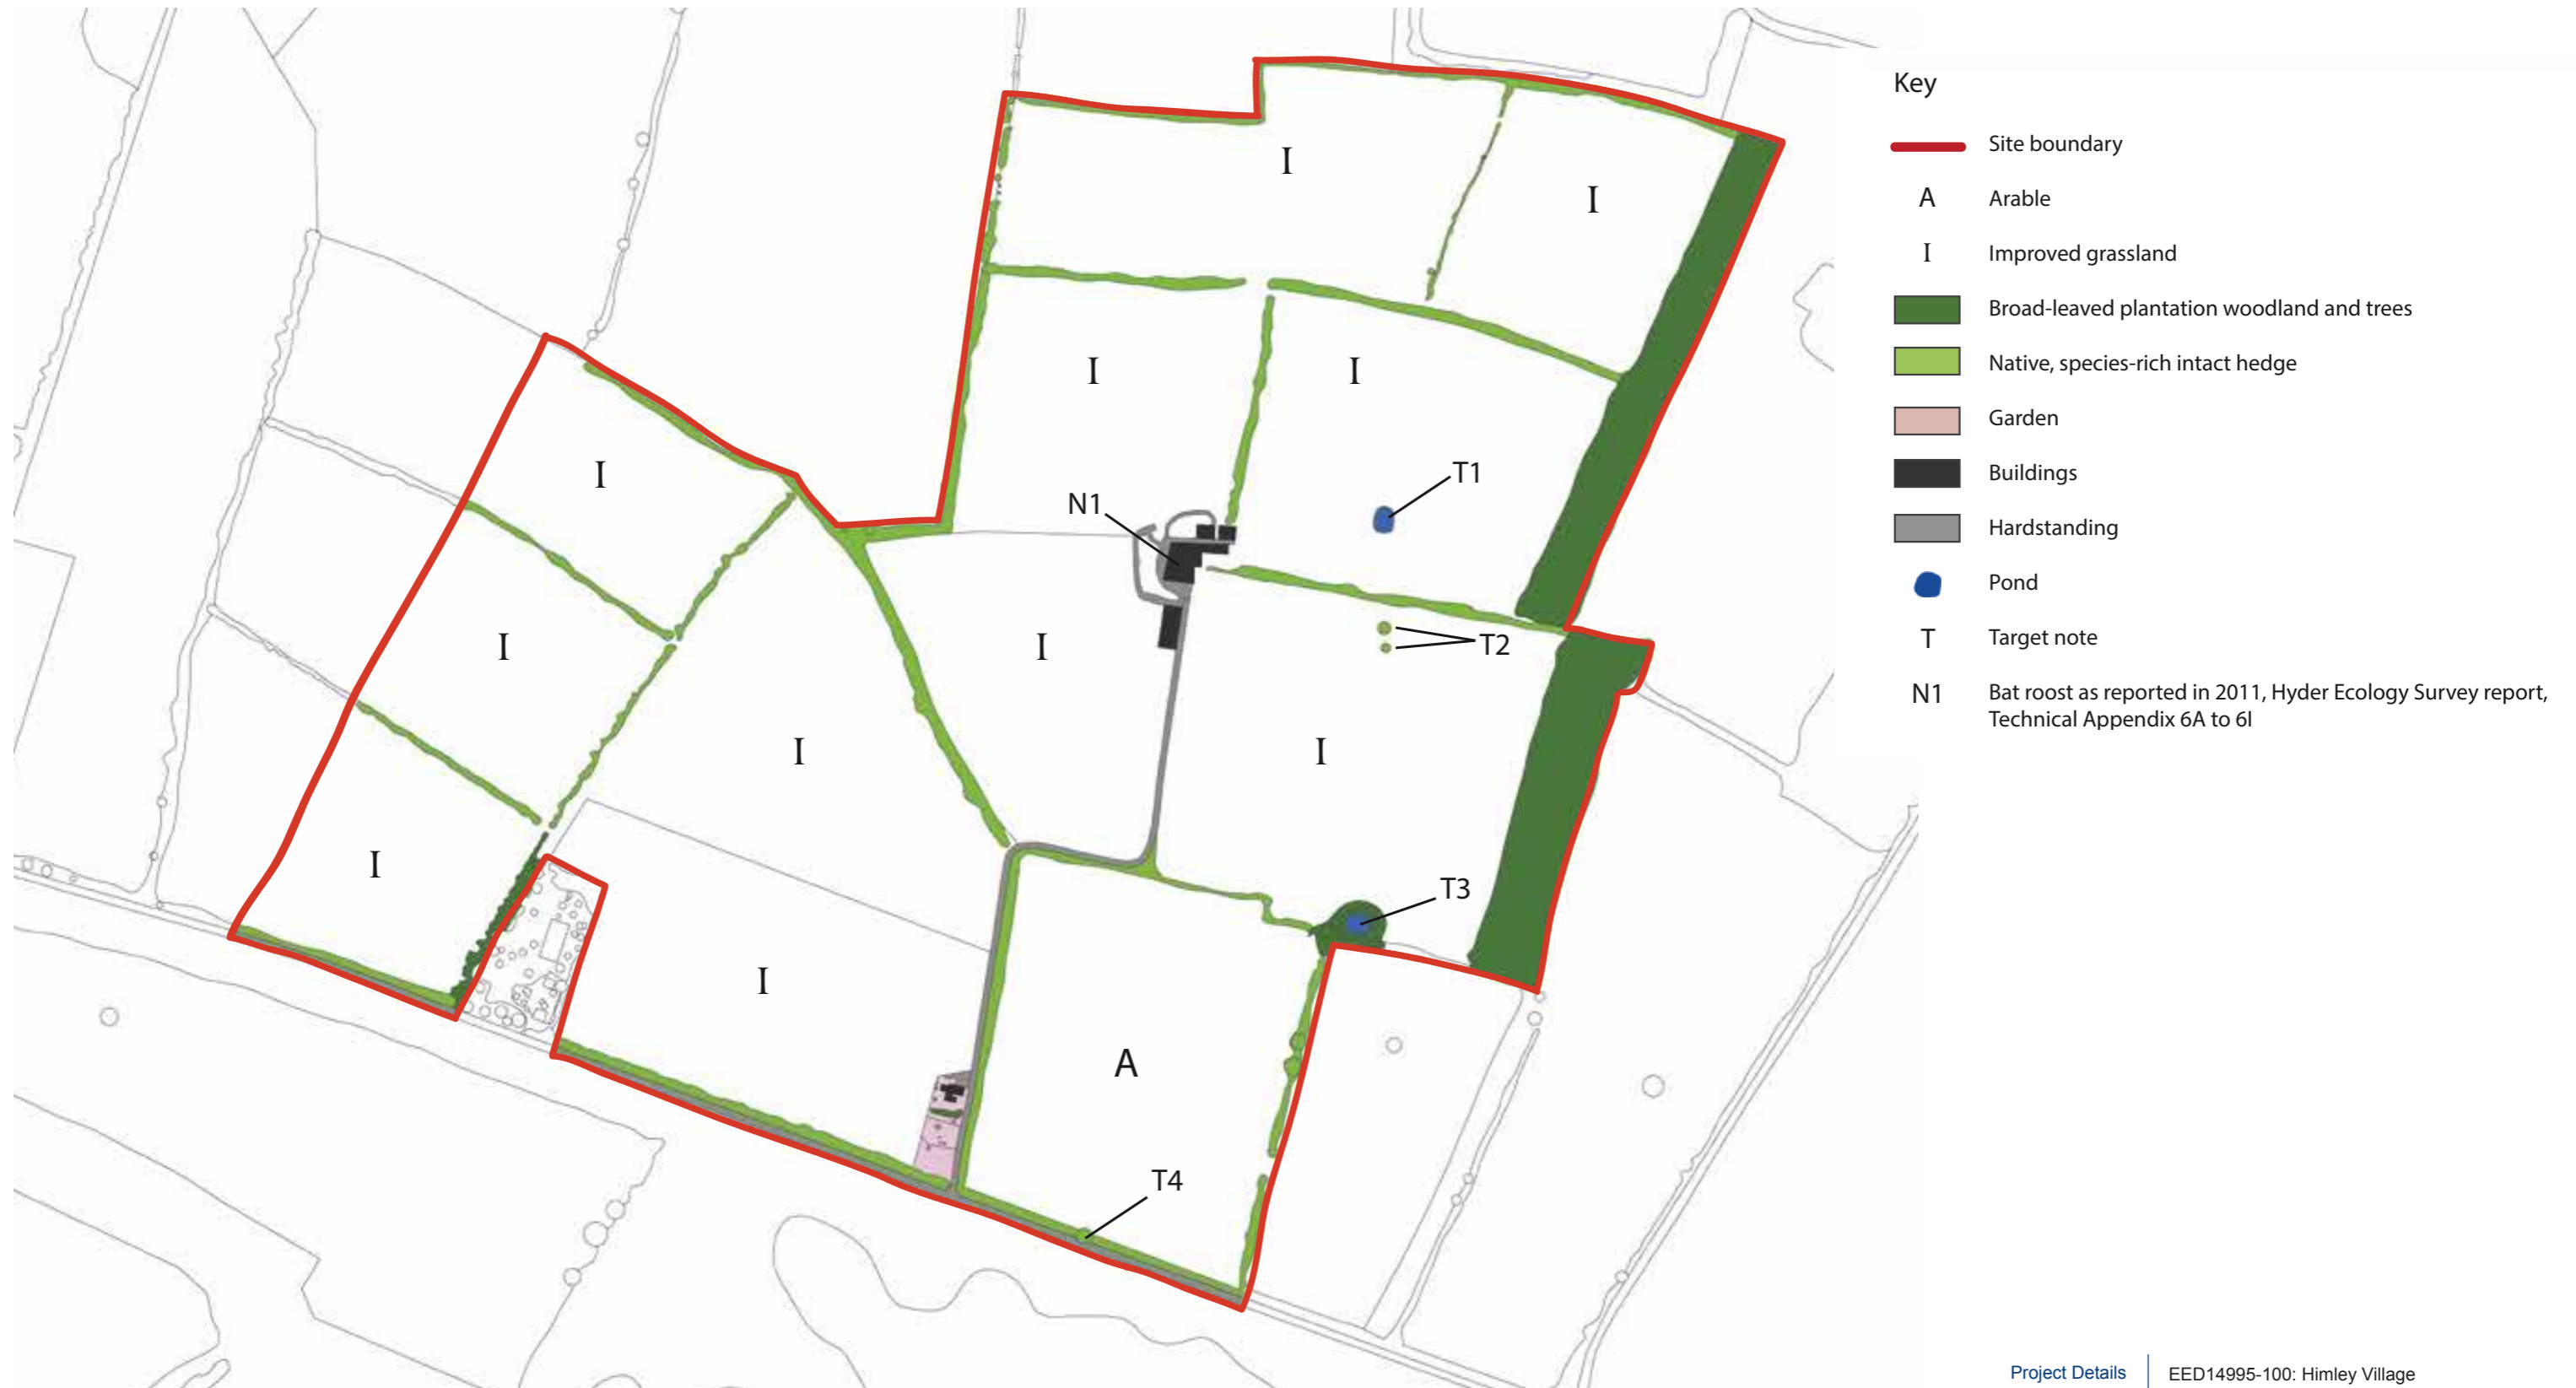 I
I
I
I
I
T1
N1
I
I
T2
I
I
I
T3
I
A
T4
Key
Site boundary
A Arable
I Improved grassland
Broad-leaved plantation woodland and trees
Native, species-rich intact hedge
Garden
Buildings
Hardstanding
Pond
T Target note
N1 Bat roost as reported in 2011, Hyder Ecology Survey report,
Technical Appendix 6A to 6I
Project Details EED14995-100: Himley Village